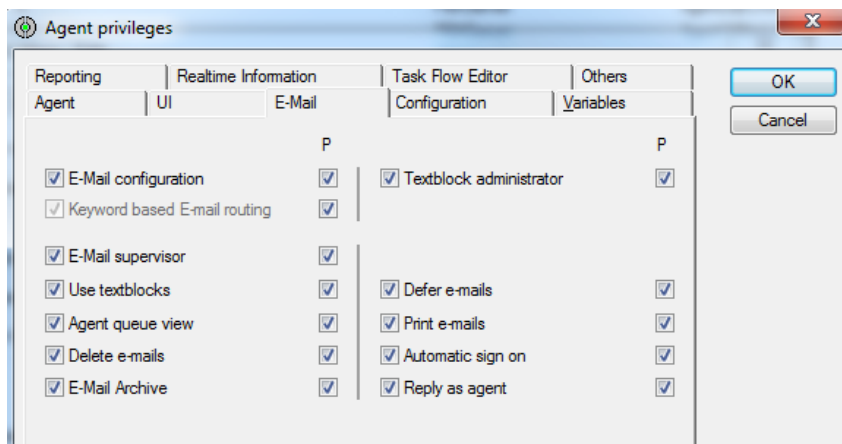 Agent privileges
Reporting Realtime Information Task Flow Editor Others
Agent UI E-Mail Configuration Variables
OK
Cancel
P P
E-Mail configuration Textblock administrator
Keyword based E-mail routing
E-Mail supervisor
Use textblocks Defer e-mails
Agent queue view Print e-mails
Delete e-mails Automatic sign on
E-Mail Archive Reply as agent